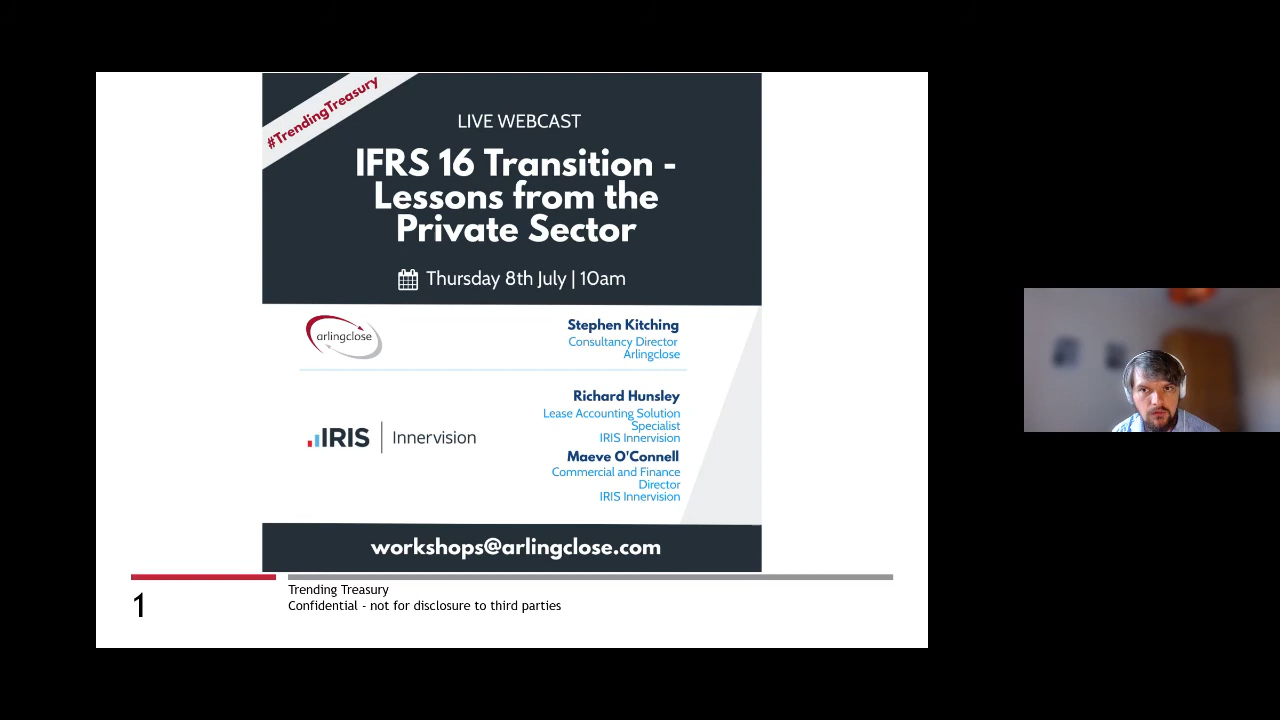 #TrendingTreasury
LIVE WEBCAST
IFRS 16 Transition -
Lessons from the
Private Sector
Thursday 8th July | 10am
arlingclose
Stephen Kitching
Consultancy Director
Arlingclose
IRIS | Innervision
Richard Hunsley
Lease Accounting Solution
Specialist
IRIS Innervision
Maeve O'Connell
Commercial and Finance
Director
IRIS Innervision
workshops@arlingclose.com
1
Trending Treasury
Confidential - not for disclosure to third parties